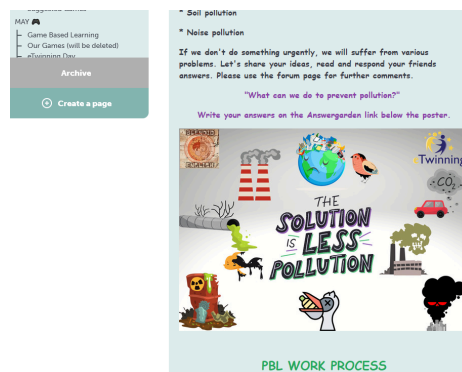 MAY
Game Based Learning
Our Games (will be deleted)
eTwinning Day
Archive
Create a page
* Soil pollution
* Noise pollution
If we don't do something urgently, we will suffer from various
problems. Let's share your ideas, read and respond your friends
answers. Please use the forum page for further comments.
"What can we do to prevent pollution?"
Write your answers on the Answergarden link below the poster.
eTwinning
CO₂
THE
SOLUTION
IS LESS
POLLUTION
PBL WORK PROCESS